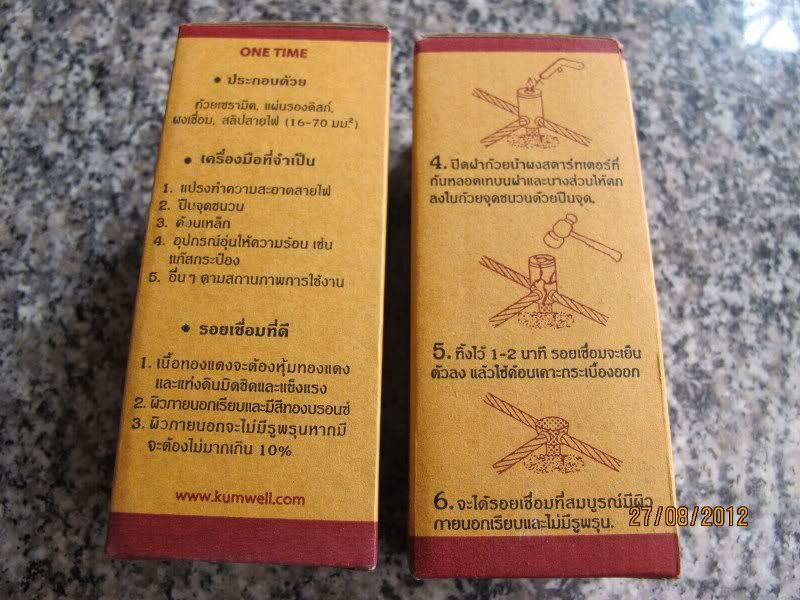 ONE TIME
• ประกอบด้วย
ถ้วยเซรามิค, แผ่นรองดิสก์,
ผงเชื่อม, สลิปสายไฟ (16-70 มม.²)
• เครื่องมือที่จำเป็น
1. แปรงทำความสะอาดสายไฟ
2. ปืนจุดชนวน
3. ค้อนเหล็ก
4. อุปกรณ์อุ่นให้ความร้อน เช่น
แก๊สกระป๋อง
5. อื่นๆ ตามสถานภาพการใช้งาน
• รอยเชื่อมที่ดี
1. เนื้อทองแดงจะต้องหุ้มทองแดง
และแท่งดินมิดชิดและแข็งแรง
2. ผิวภายนอกเรียบและมีสีทองบรอนซ์
3. ผิวภายนอกจะไม่มีรูพรุนหากมี
จะต้องไม่มากเกิน 10%
www.kumwell.com
4. ปิดฝาถ้วยนำผงสตาร์ทเตอร์ที่
ก้นหลอดเทบนฝาและบางส่วนให้ตก
ลงในถ้วยจุดชนวนด้วยปืนจุด.
5. ทิ้งไว้ 1-2 นาที รอยเชื่อมจะเย็น
ตัวลง แล้วใช้ค้อนเคาะกระเบื้องออก
6. จะได้รอยเชื่อมที่สมบูรณ์มีผิว
ภายนอกเรียบและไม่มีรูพรุน.
27/08/2012